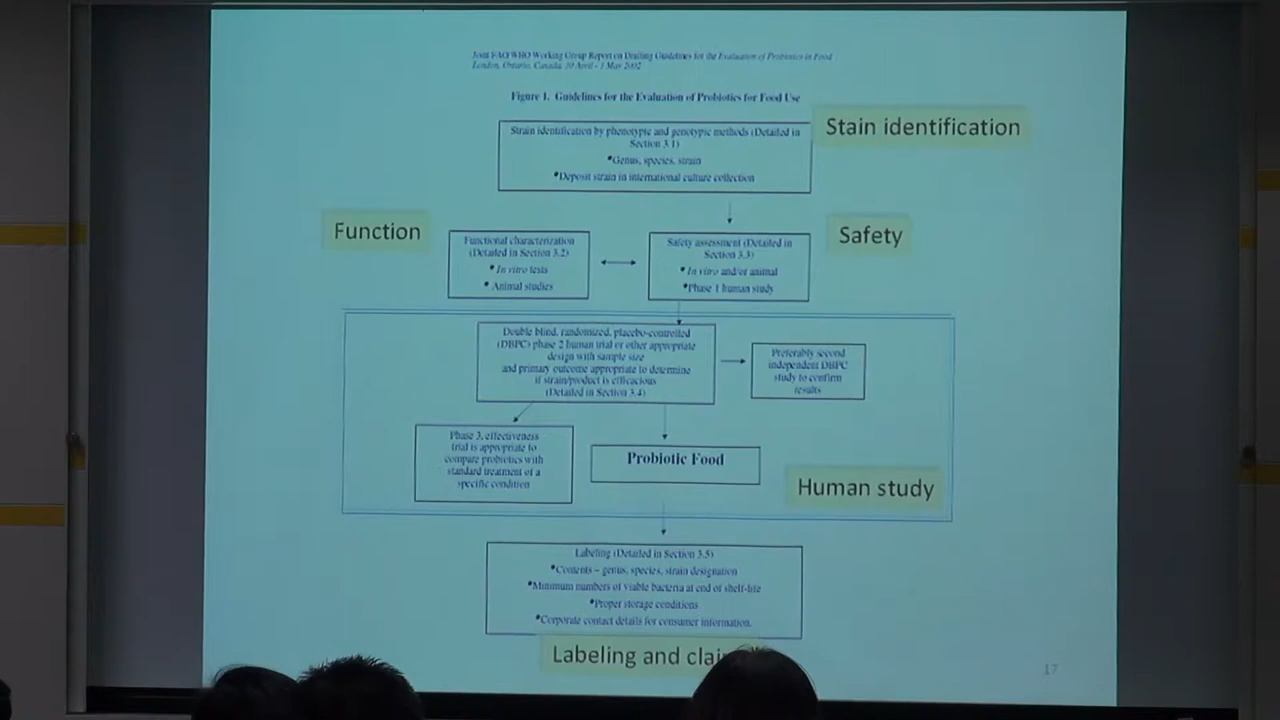 Joint FAO/WHO Working Group Report on Drafting Guidelines for the Evaluation of Probiotics in Food
London, Ontario, Canada, 30 April - 1 May 2002
Figure 1. Guidelines for the Evaluation of Probiotics for Food Use
Strain identification by phenotypic and genotypic methods (Detailed in
Section 3.1)
•Genus, species, strain
•Deposit strain in international culture collection
Stain identification
Function
Functional characterization
(Detailed in Section 3.2)
• In vitro tests
• Animal studies
Safety assessment (Detailed in
Section 3.3)
• In vitro and/or animal
•Phase 1 human study
Safety
Double blind, randomized, placebo-controlled
(DBPC) phase 2 human trial or other appropriate
design with sample size
and primary outcome appropriate to determine
if strain/product is efficacious
(Detailed in Section 3.4)
Preferably second
independent DBPC
study to confirm
results
Phase 3, effectiveness
trial is appropriate to
compare probiotics with
standard treatment of a
specific condition
Probiotic Food
Human study
Labeling (Detailed in Section 3.5)
•Contents – genus, species, strain designation
•Minimum numbers of viable bacteria at end of shelf-life
•Proper storage conditions
•Corporate contact details for consumer information.
Labeling and
17